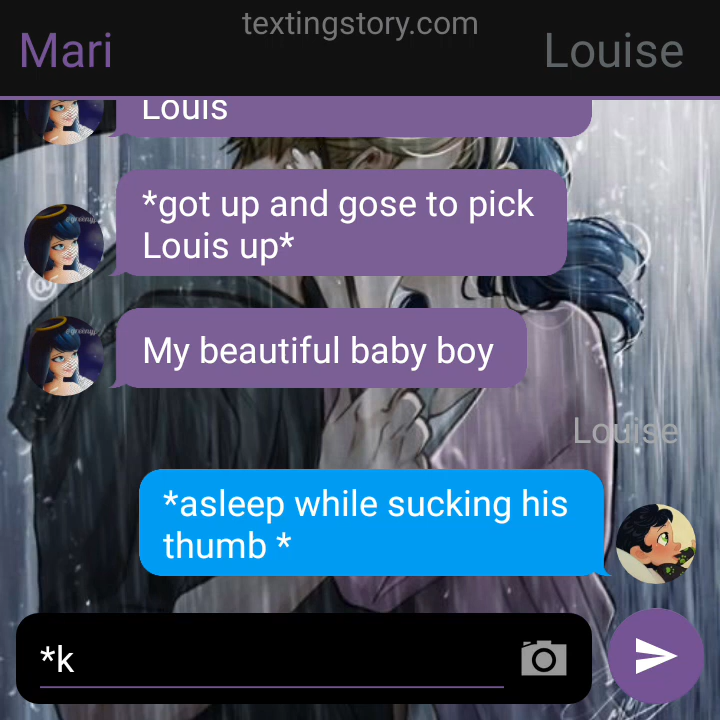 textingstory.com
Mari
Louise
Louis
*got up and gose to pick
Louis up*
My beautiful baby boy
Louise
*asleep while sucking his
thumb *
*k